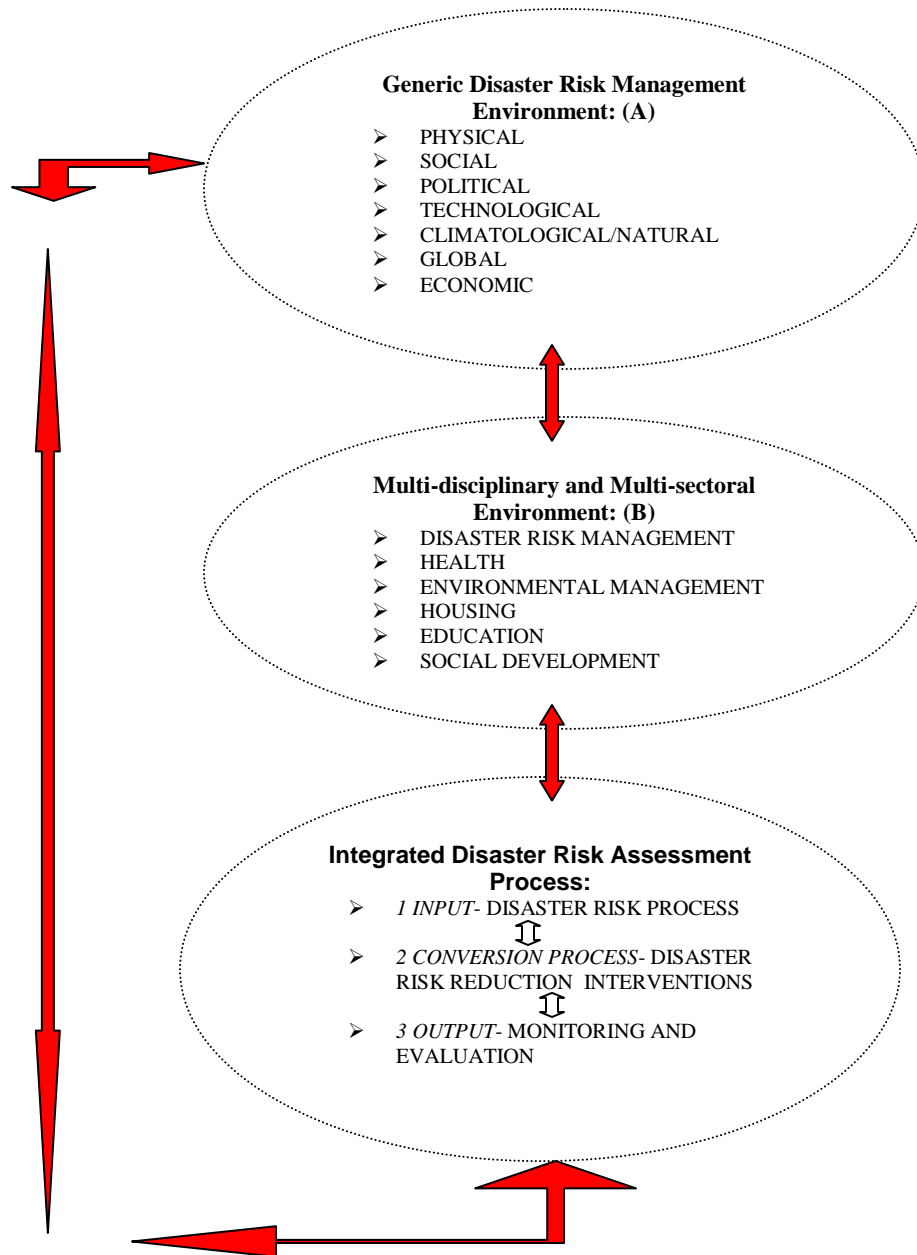 Generic Disaster Risk Management
Environment: (A)
➢ PHYSICAL
➢ SOCIAL
➢ POLITICAL
➢ TECHNOLOGICAL
➢ CLIMATOLOGICAL/NATURAL
➢ GLOBAL
➢ ECONOMIC
Multi-disciplinary and Multi-sectoral
Environment: (B)
➢ DISASTER RISK MANAGEMENT
➢ HEALTH
➢ ENVIRONMENTAL MANAGEMENT
➢ HOUSING
➢ EDUCATION
➢ SOCIAL DEVELOPMENT
Integrated Disaster Risk Assessment
Process:
➢ 1 INPUT- DISASTER RISK PROCESS
➢ 2 CONVERSION PROCESS- DISASTER
RISK REDUCTION INTERVENTIONS
➢ 3 OUTPUT- MONITORING AND
EVALUATION